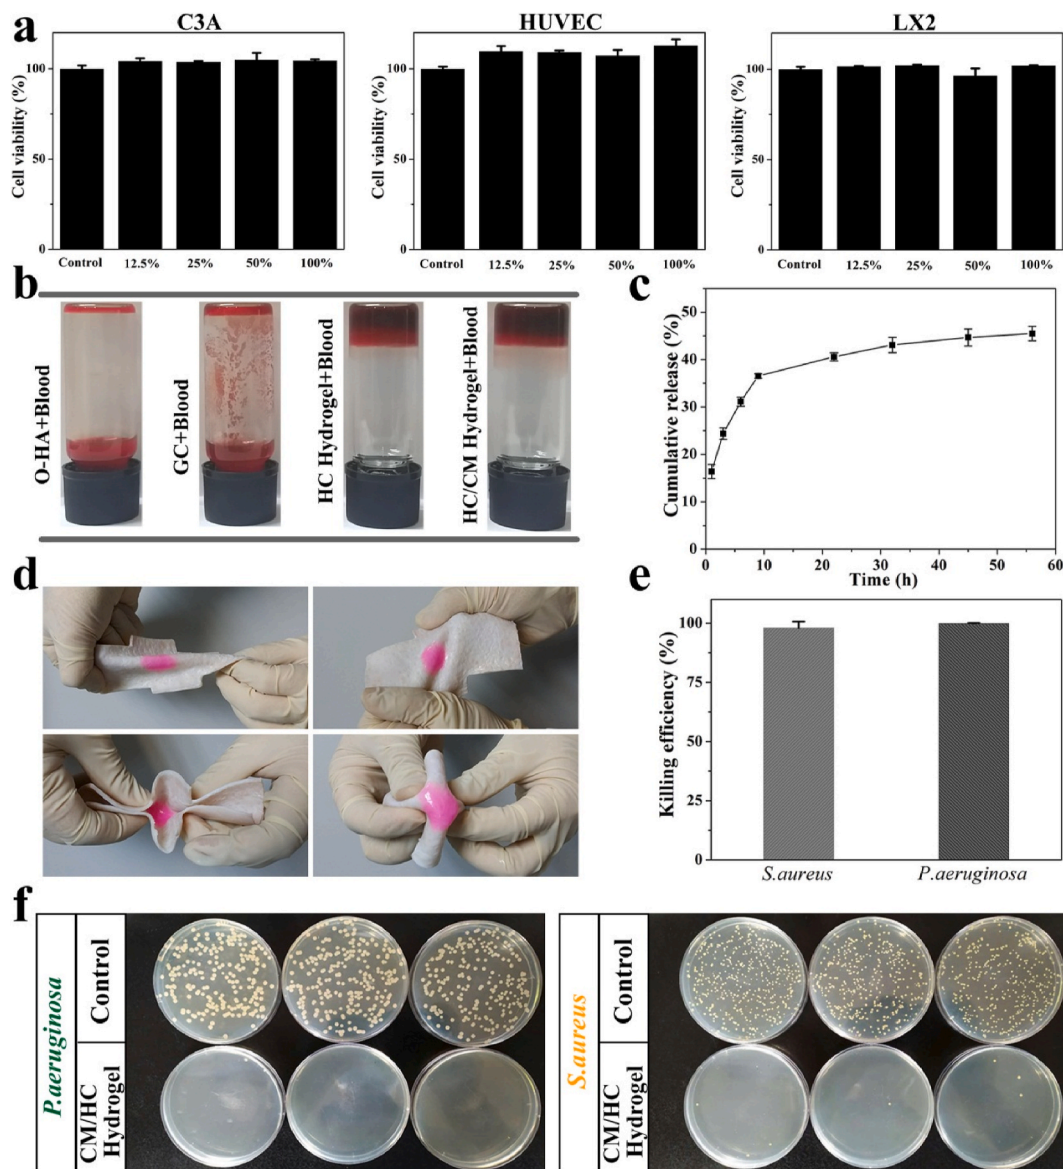 a
C3A
HUVEC
LX2
Cell viability (%)
100
50
0
Control 12.5% 25% 50% 100%
Cell viability (%)
100
50
0
Control 12.5% 25% 50% 100%
Cell viability (%)
100
50
0
Control 12.5% 25% 50% 100%
b
O-HA+Blood
GC+Blood
HC Hydrogel+Blood
HC/CM Hydrogel+Blood
c
Cumulative release (%)
50
40
30
20
10
0
0 20 40 60
Time (h)
d
e
Killing efficiency (%)
100
75
50
25
0
S.aureus P.aeruginosa
f
P.aeruginosa
Control
CM/HC
Hydrogel
S.aureus
Control
CM/HC
Hydrogel